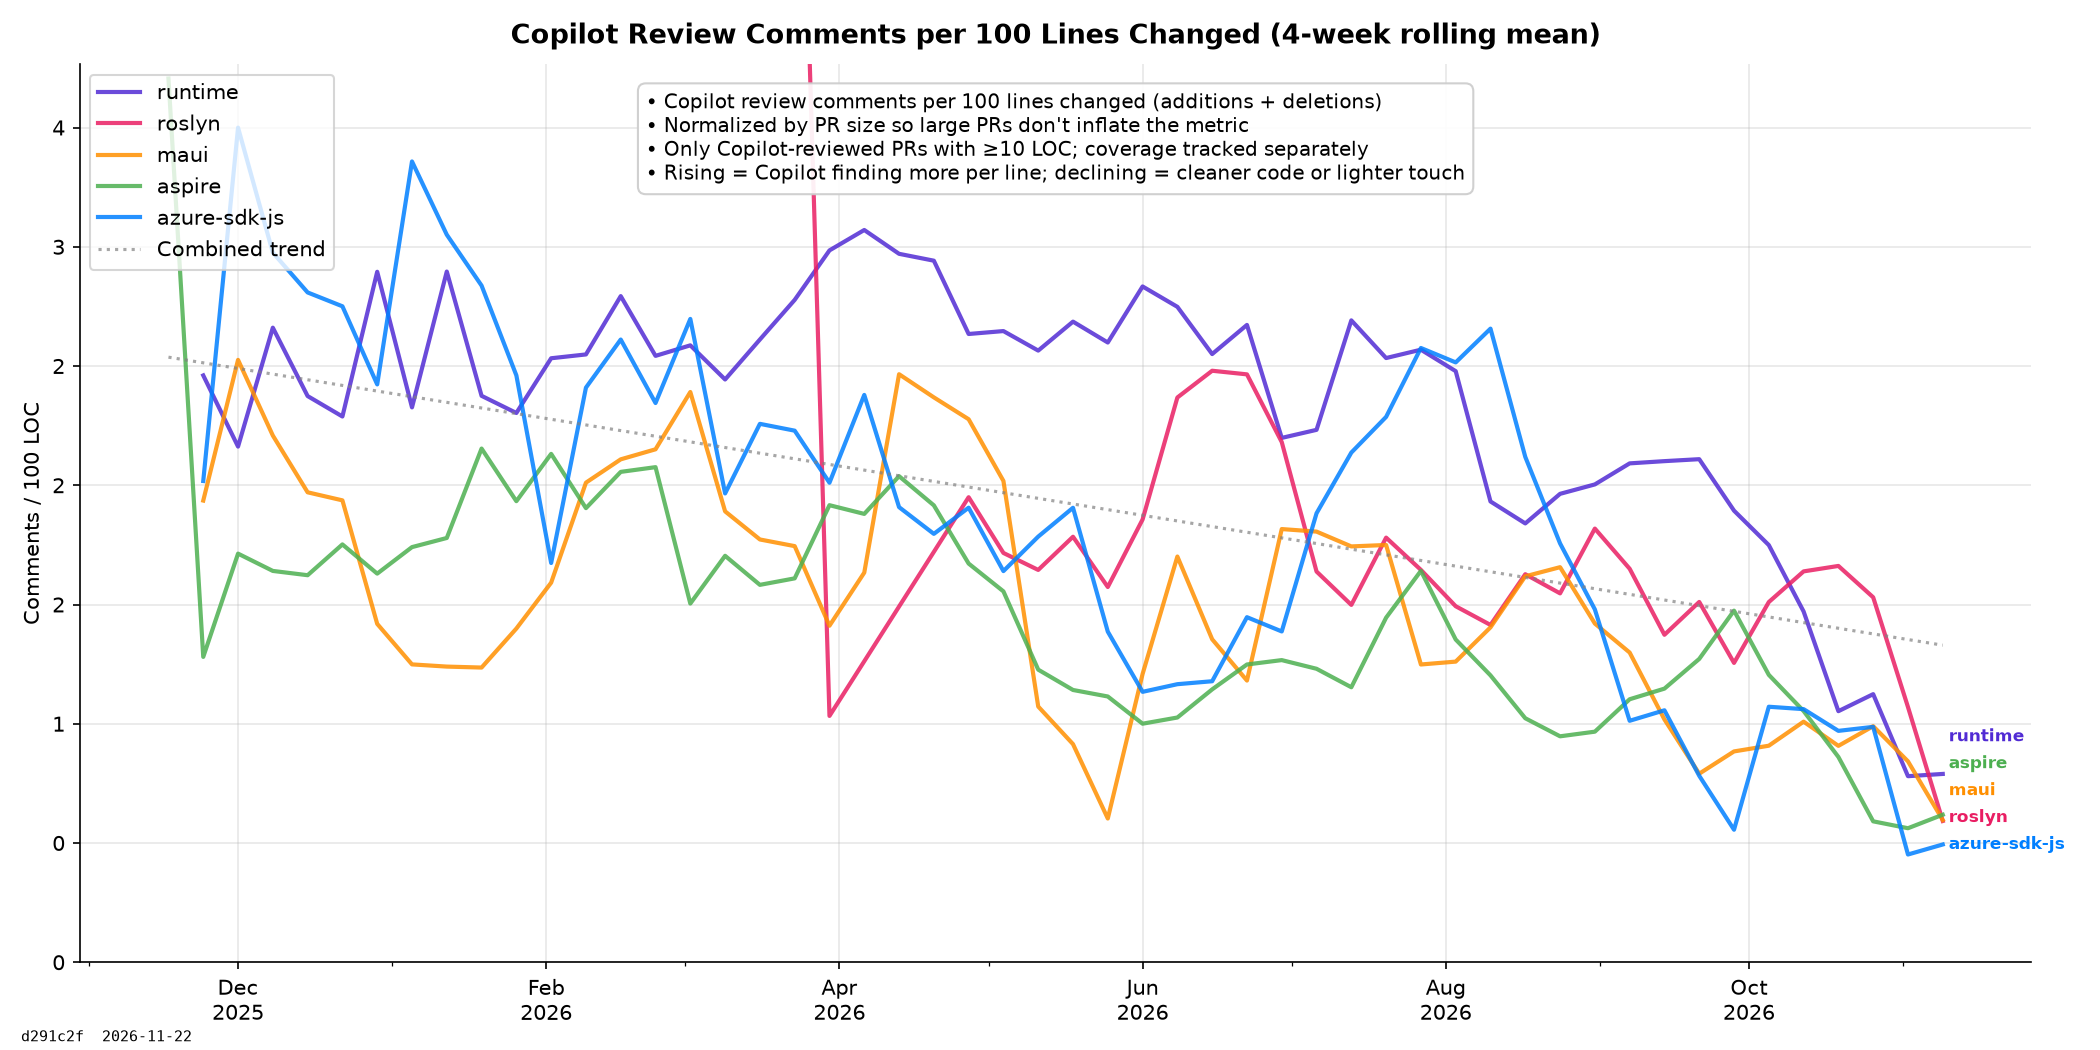 Copilot Review Comments per 100 Lines Changed (4-week rolling mean)
runtime
roslyn
maui
aspire
azure-sdk-js
Combined trend
• Copilot review comments per 100 lines changed (additions + deletions)
• Normalized by PR size so large PRs don't inflate the metric
• Only Copilot-reviewed PRs with ≥10 LOC; coverage tracked separately
• Rising = Copilot finding more per line; declining = cleaner code or lighter touch
Comments / 100 LOC
4
3
2
2
2
1
0
0
runtime
aspire
maui
roslyn
azure-sdk-js
Dec
2025
Feb
2026
Apr
2026
Jun
2026
Aug
2026
Oct
2026
d291c2f 2026-11-22